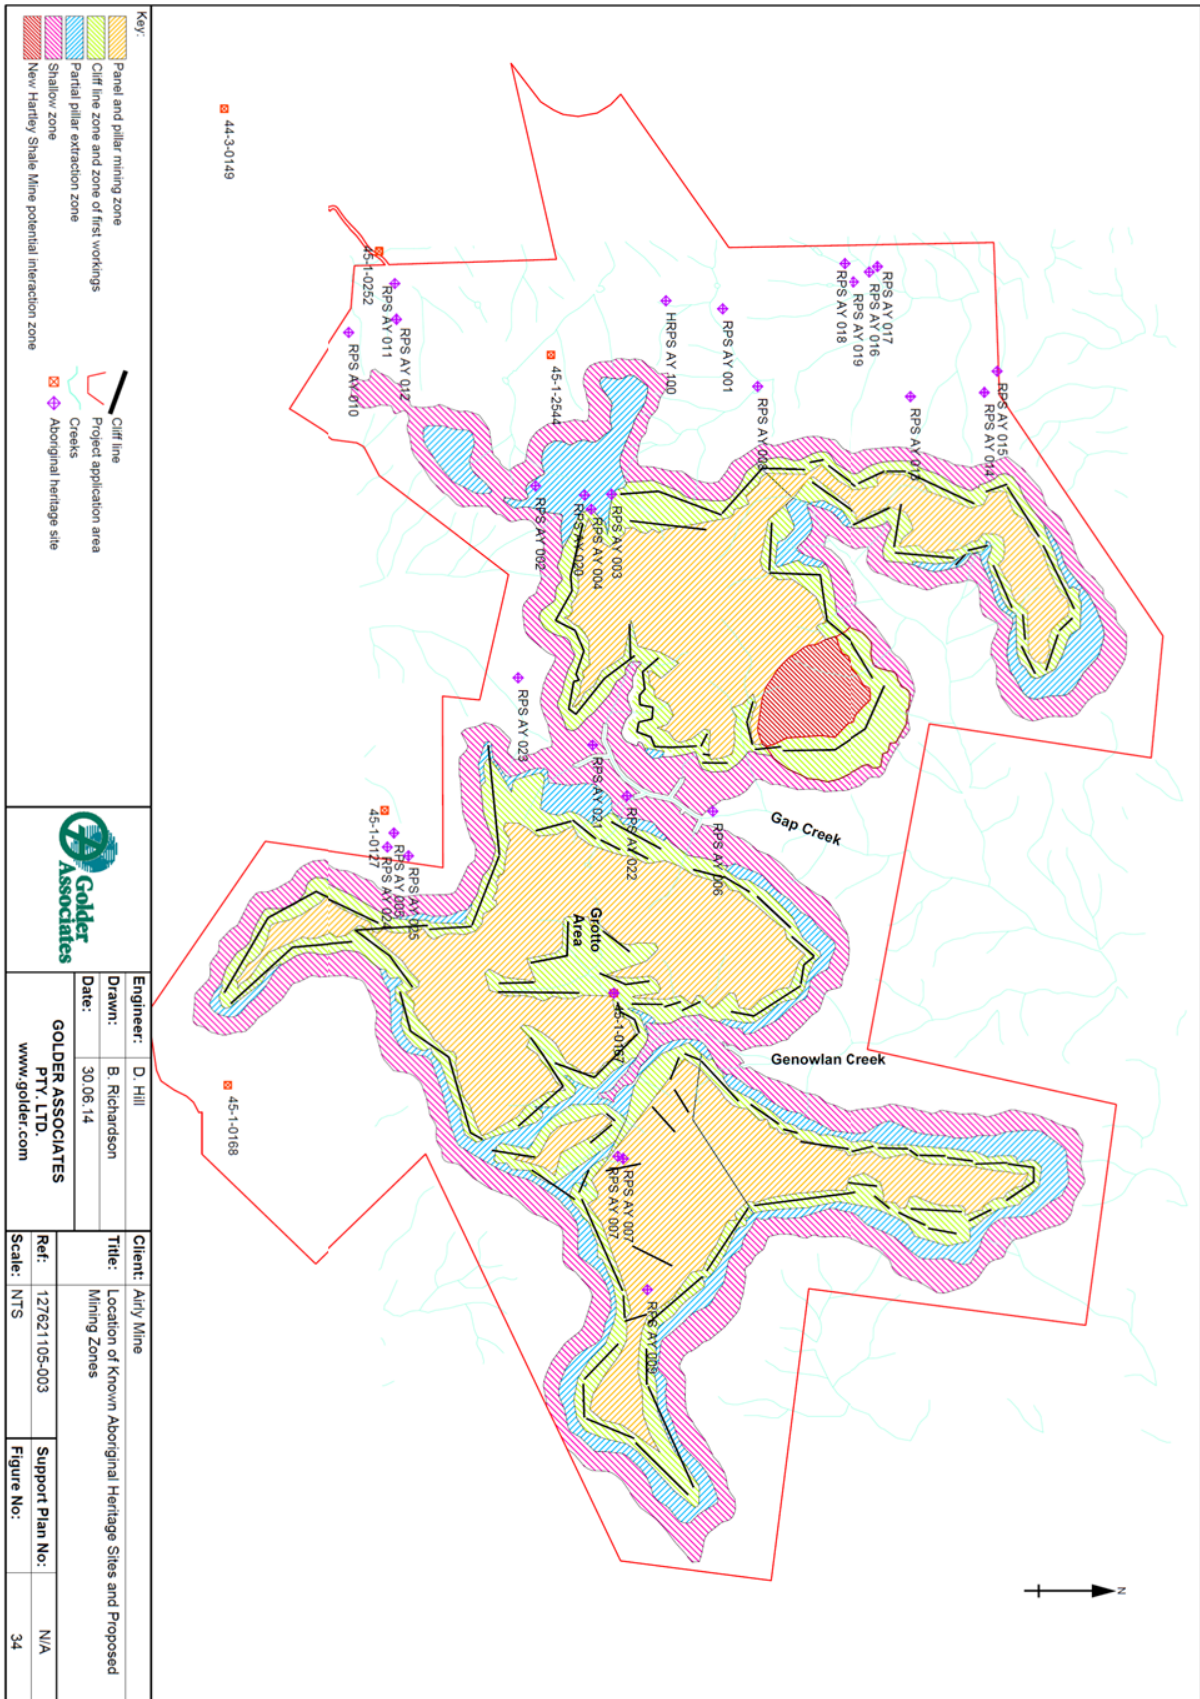 Key:
Panel and pillar mining zone
Cliff line zone and zone of first workings
Partial pillar extraction zone
Shallow zone
New Hartley Shale Mine potential interaction zone
Cliff line
Project application area
Creeks
Aboriginal heritage site
44-3-0149
45-1-0252
RPS AY 011
RPS AY 012
RPS AY 010
45-1-2544
HRPS AY 100
RPS AY 001
RPS AY 017
RPS AY 016
RPS AY 019
RPS AY 018
RPS AY 015
RPS AY 014
RPS AY 013
RPS AY 003
RPS AY 004
RPS AY 020
RPS AY 023
RPS AY 021
RPS AY 022
RPS AY 006
Gap Creek
45-1-0127
RPS AY 024
RPS AY 025
Grotto
Area
45-1-0167
Genowlan Creek
45-1-0168
RPS AY 007
RPS AY 007
RPS AY 009
N
Golder
Associates
Engineer: D. Hill
Drawn: B. Richardson
Date: 30.06.14
GOLDER ASSOCIATES
PTY. LTD.
www.golder.com
Client: Airly Mine
Title: Location of Known Aboriginal Heritage Sites and Proposed
Mining Zones
Ref: 127621105-003
Support Plan No: N/A
Scale: NTS
Figure No: 34